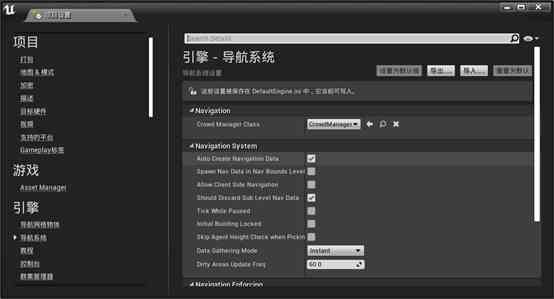 项目设置
项目
打包
地图 & 模式
加密
描述
目标硬件
视频
支持的平台
Gameplay标签
游戏
Asset Manager
引擎
导航网格物体
导航系统
教程
控制台
群集管理器
Search Details
引擎 - 导航系统
导航系统设置
设置为默认值 导出... 导入... 重置为默认
这些设置被保存在 DefaultEngine.ini 中，它当前可写入。
Navigation
Crowd Manager Class CrowdManager
Navigation System
Auto Create Navigation Data
Spawn Nav Data in Nav Bounds Level
Allow Client Side Navigation
Should Discard Sub Level Nav Data
Tick While Paused
Initial Building Locked
Skip Agent Height Check when Pickin
Data Gathering Mode Instant
Dirty Areas Update Freq 60.0
Navigation Enforcing